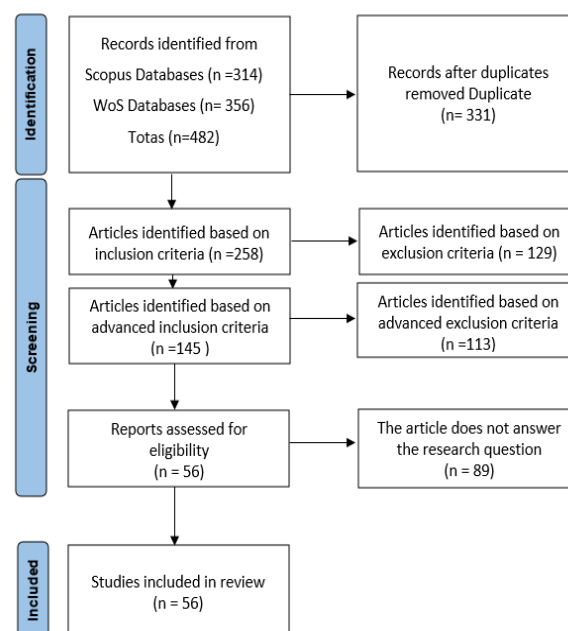 Identification
Records identified from
Scopus Databases (n =314)
WoS Databases (n= 356)
Totas (n=482)
Records after duplicates
removed Duplicate
(n= 331)
Screening
Articles identified based on
inclusion criteria (n =258)
Articles identified based on
exclusion criteria (n = 129)
Articles identified based on
advanced inclusion criteria
(n =145 )
Articles identified based on
advanced exclusion criteria
(n =113)
Reports assessed for
eligibility
(n = 56)
The article does not answer
the research question
(n = 89)
Included
Studies included in review
(n = 56)